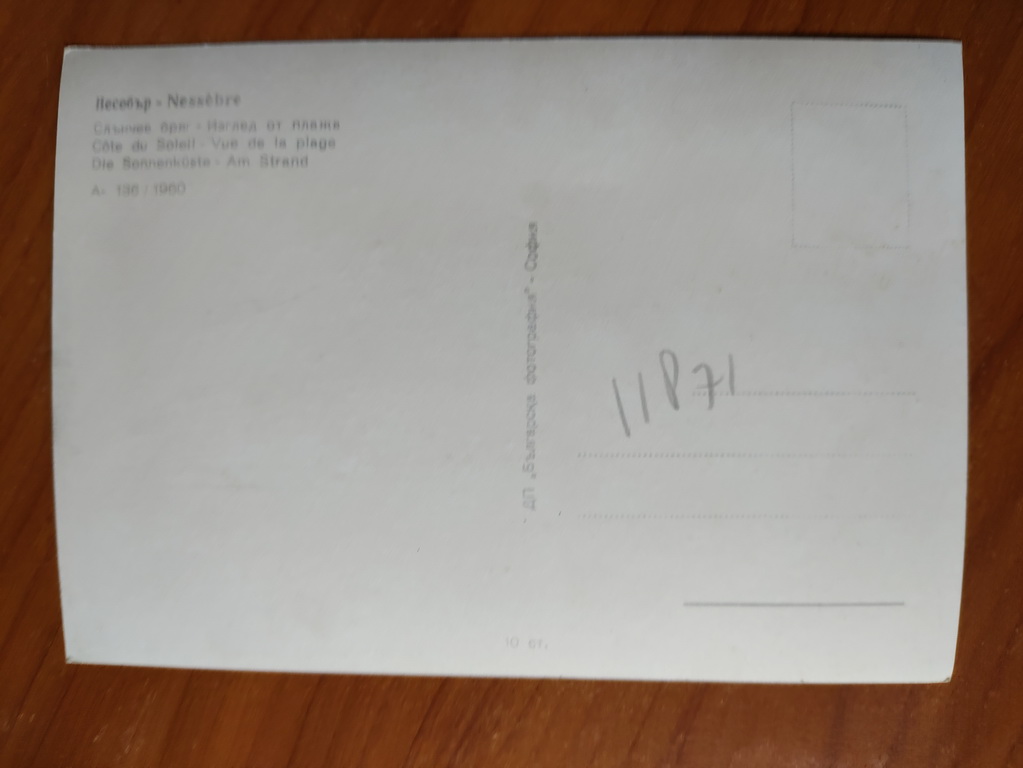 Несебър - Nessèbre
Слънчев бряг - Изглед от плажа
Côte du Soleil - Vue de la plage
Die Sonnenküste - Am Strand
А- 136 / 1960
ДП „Българска фотография" - София
11871
10 ст.